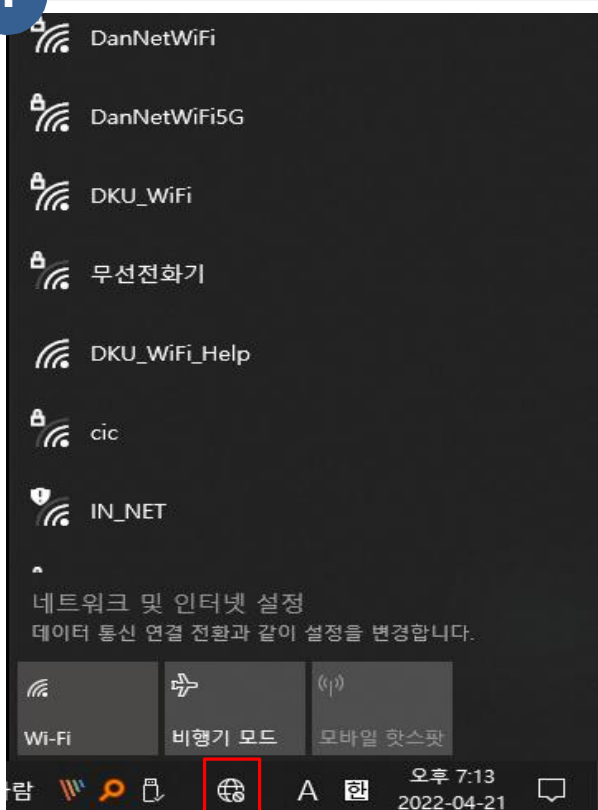 DanNetWiFi
DanNetWiFi5G
DKU_WiFi
무선전화기
DKU_WiFi_Help
cic
IN_NET
네트워크 및 인터넷 설정
데이터 통신 연결 전환과 같이 설정을 변경합니다.
Wi-Fi 비행기 모드 모바일 핫스팟
람 A 한 오후 7:13
2022-04-21